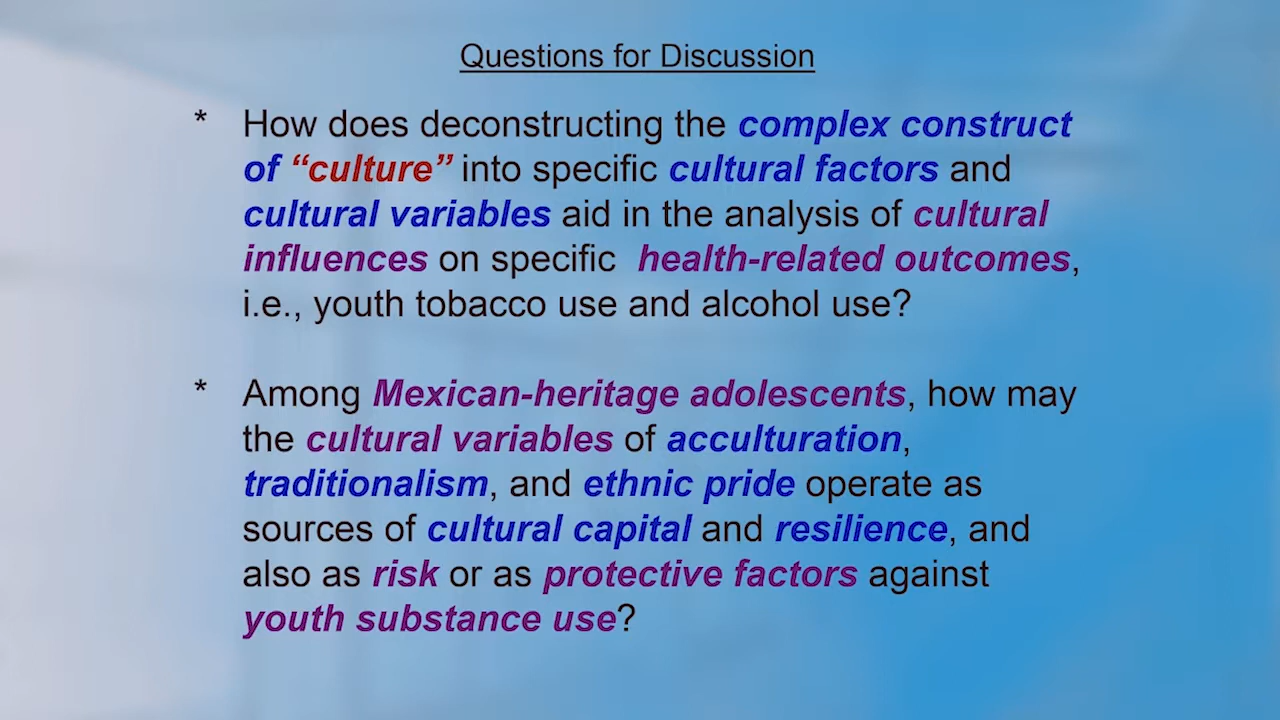 Questions for Discussion
* How does deconstructing the complex construct
of “culture” into specific cultural factors and
cultural variables aid in the analysis of cultural
influences on specific health-related outcomes,
i.e., youth tobacco use and alcohol use?
* Among Mexican-heritage adolescents, how may
the cultural variables of acculturation,
traditionalism, and ethnic pride operate as
sources of cultural capital and resilience, and
also as risk or as protective factors against
youth substance use?